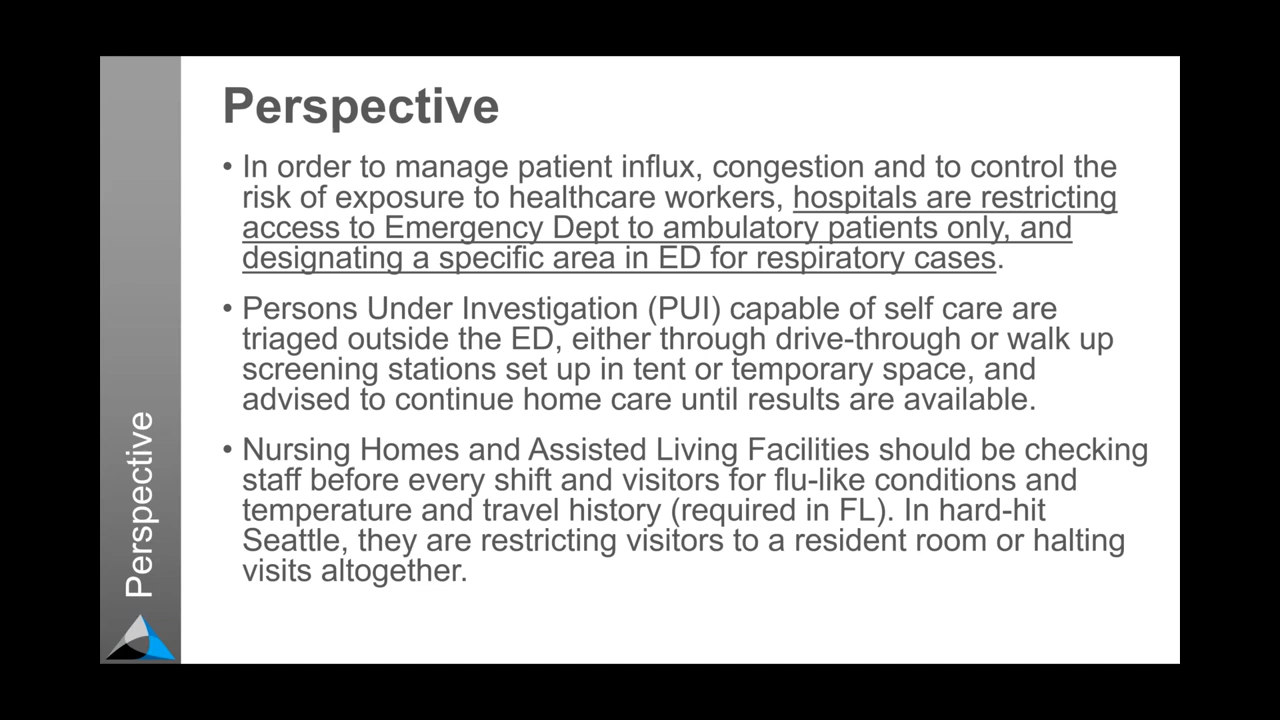 Perspective
• In order to manage patient influx, congestion and to control the
risk of exposure to healthcare workers, hospitals are restricting
access to Emergency Dept to ambulatory patients only, and
designating a specific area in ED for respiratory cases.
• Persons Under Investigation (PUI) capable of self care are
triaged outside the ED, either through drive-through or walk up
screening stations set up in tent or temporary space, and
advised to continue home care until results are available.
• Nursing Homes and Assisted Living Facilities should be checking
staff before every shift and visitors for flu-like conditions and
temperature and travel history (required in FL). In hard-hit
Seattle, they are restricting visitors to a resident room or halting
visits altogether.
Perspective